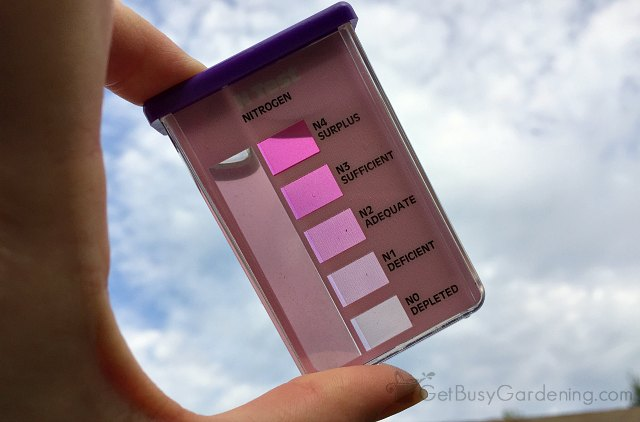 NITROGEN
N4
SURPLUS
N3
SUFFICIENT
N2
ADEQUATE
N1
DEFICIENT
N0
DEPLETED
GetBusyGardening.com